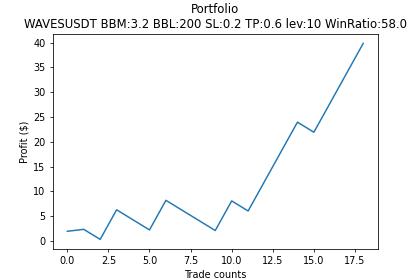 Portfolio
WAVESUSDT BBM:3.2 BBL:200 SL:0.2 TP:0.6 lev:10 WinRatio:58.0
40
35
30
25
20
15
10
5
0
Profit ($)
0.0 2.5 5.0 7.5 10.0 12.5 15.0 17.5
Trade counts